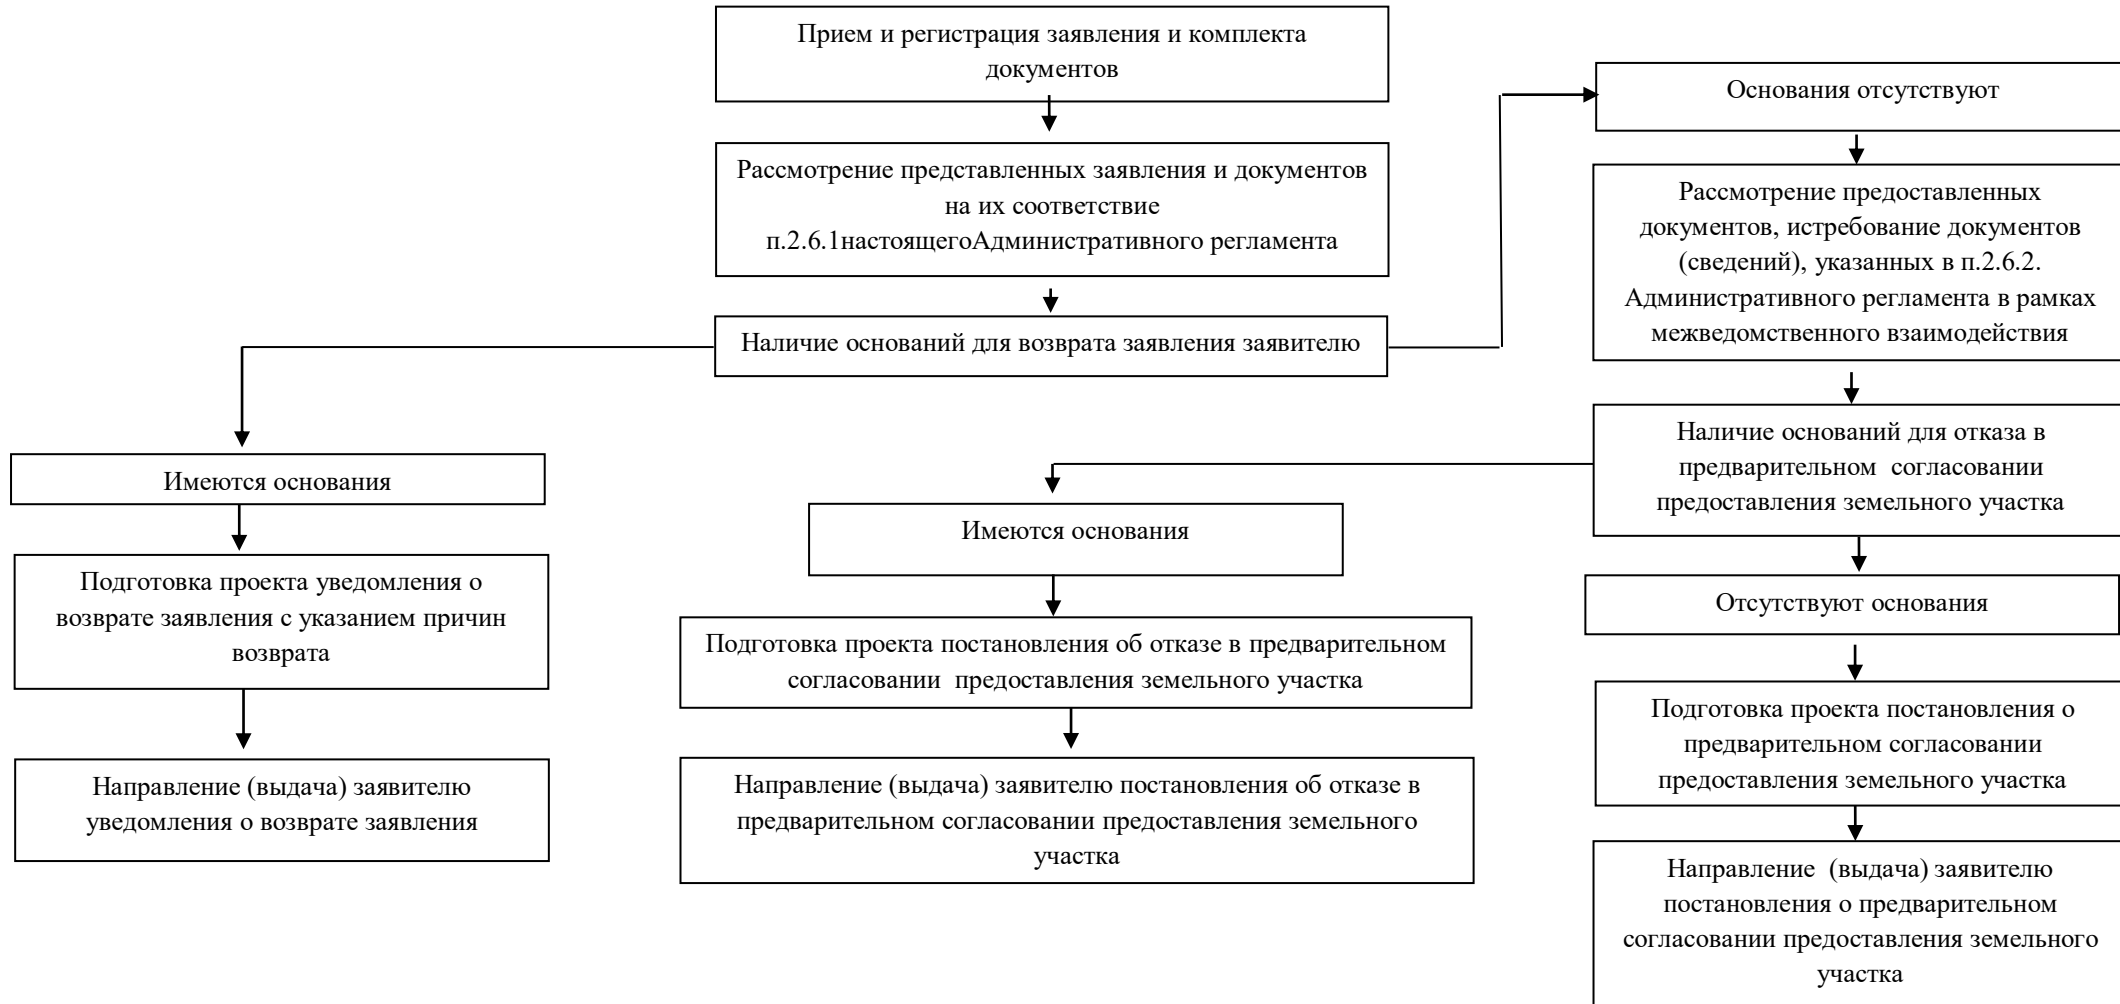 Прием и регистрация заявления и комплекта
документов
Рассмотрение представленных заявления и документов
на их соответствие
п.2.6.1настоящегоАдминистративного регламента
Наличие оснований для возврата заявления заявителю
Имеются основания
Подготовка проекта уведомления о
возврате заявления с указанием причин
возврата
Направление (выдача) заявителю
уведомления о возврате заявления
Основания отсутствуют
Рассмотрение предоставленных
документов, истребование документов
(сведений), указанных в п.2.6.2.
Административного регламента в рамках
межведомственного взаимодействия
Наличие оснований для отказа в
предварительном  согласовании
предоставления земельного участка
Имеются основания
Подготовка проекта постановления об отказе в предварительном
согласовании  предоставления земельного участка
Направление (выдача) заявителю постановления об отказе в
предварительном согласовании предоставления земельного
участка
Отсутствуют основания
Подготовка проекта постановления о
предварительном согласовании
предоставления земельного участка
Направление  (выдача) заявителю
постановления о предварительном
согласовании предоставления земельного
участка